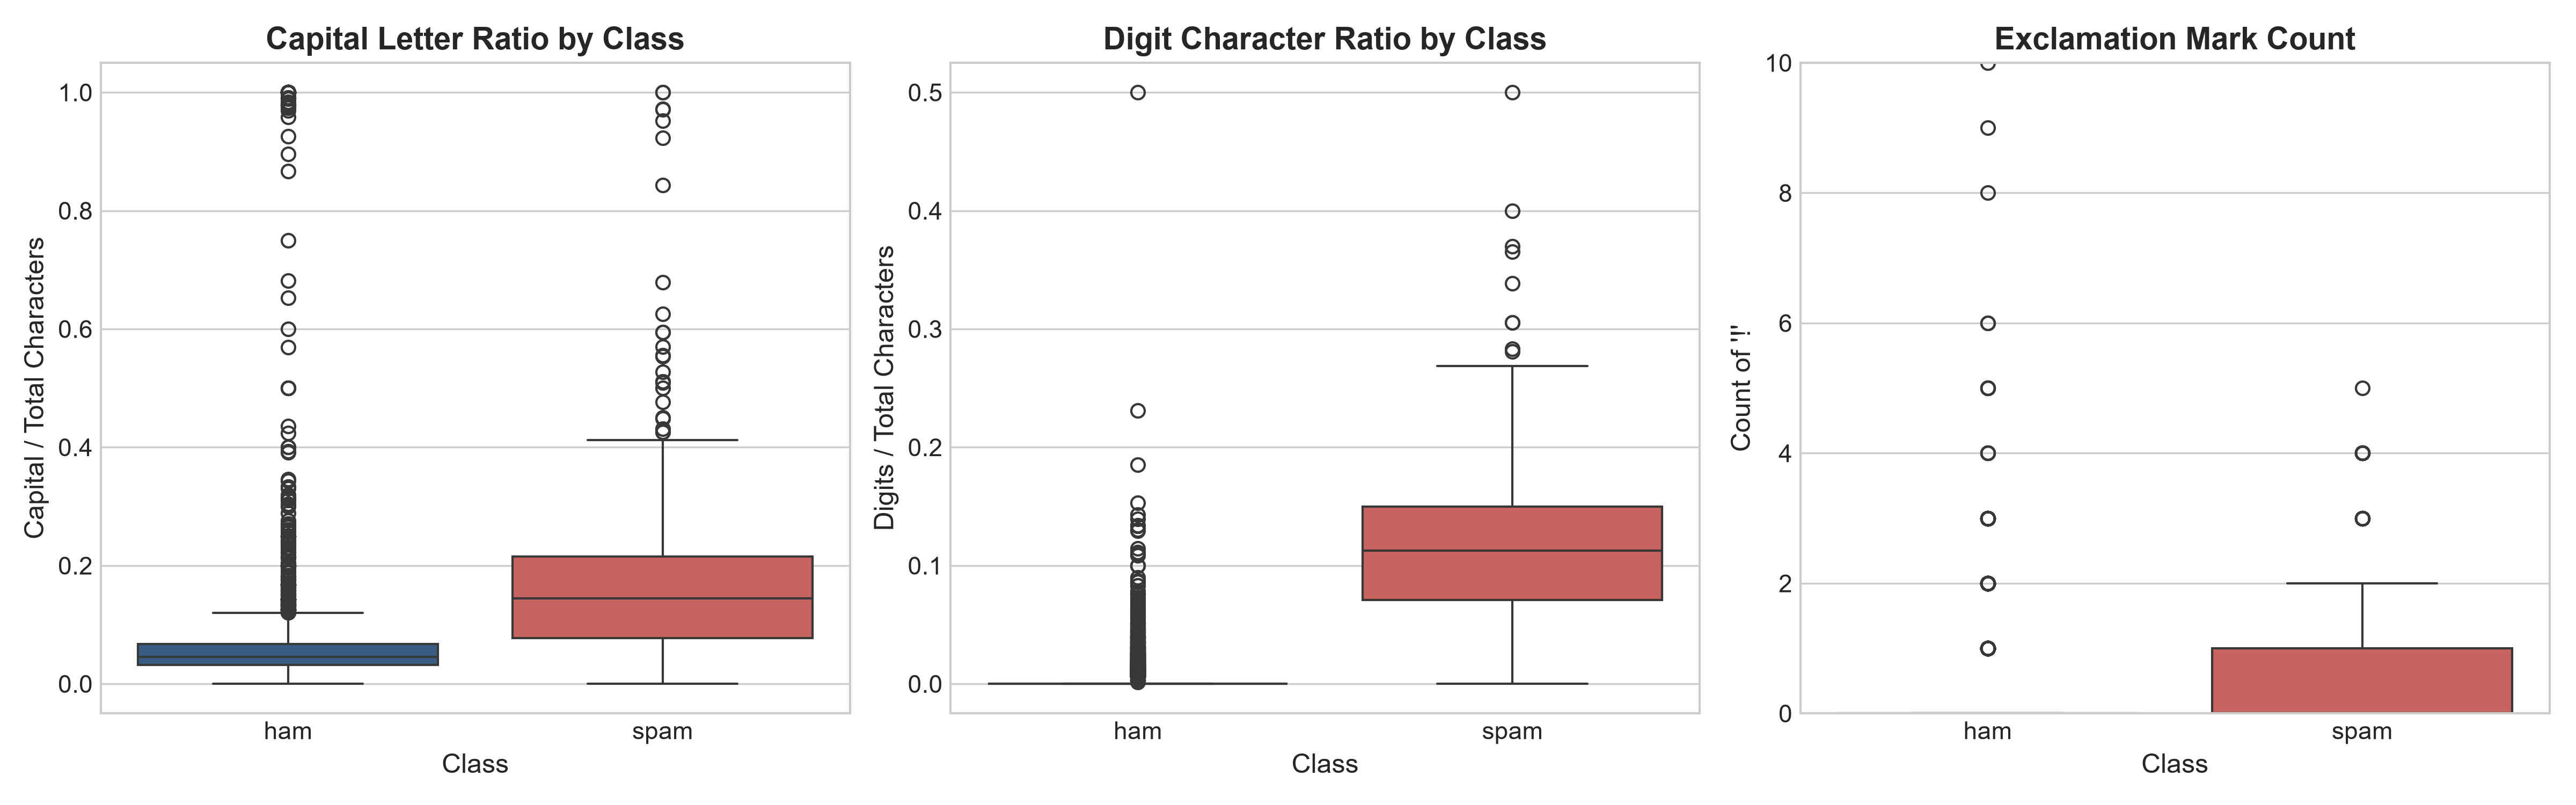 Capital Letter Ratio by Class
Capital / Total Characters
1.0
0.8
0.6
0.4
0.2
0.0
ham
spam
Class
Digit Character Ratio by Class
Digits / Total Characters
0.5
0.4
0.3
0.2
0.1
0.0
ham
spam
Class
Exclamation Mark Count
Count of '!'
10
8
6
4
2
0
ham
spam
Class